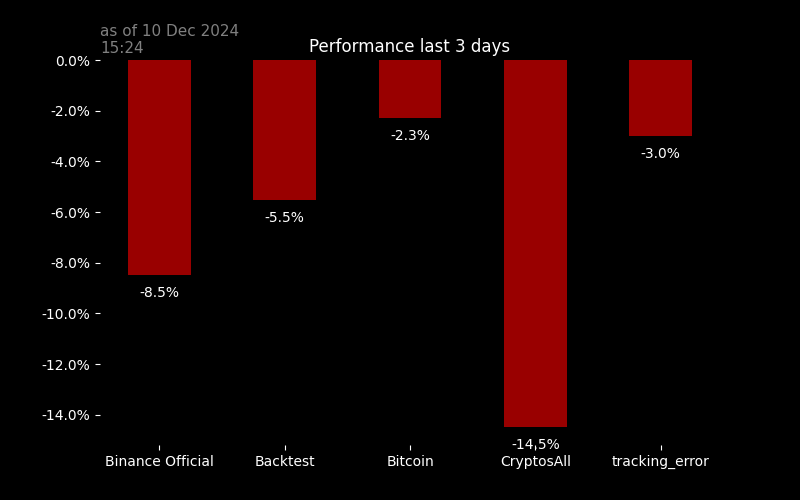 as of 10 Dec 2024
15:24
Performance last 3 days
0.0%
-2.0%
-4.0%
-6.0%
-8.0%
-10.0%
-12.0%
-14.0%
-8.5%
-5.5%
-2.3%
-14.5%
-3.0%
Binance Official
Backtest
Bitcoin
CryptosAll
tracking_error